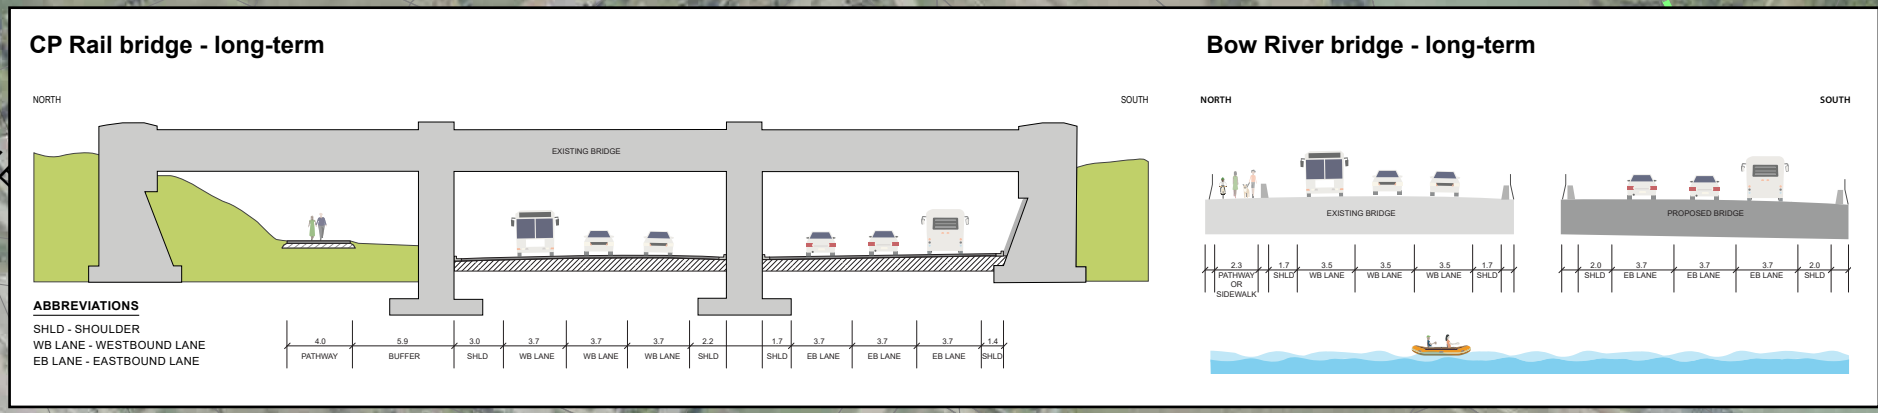 CP Rail bridge - long-term
NORTH
SOUTH
EXISTING BRIDGE
ABBREVIATIONS
SHLD - SHOULDER
WB LANE - WESTBOUND LANE
EB LANE - EASTBOUND LANE
4.0 5.9 3.0 3.7 3.7 3.7 2.2 1.7 3.7 3.7 3.7 1.4
PATHWAY BUFFER SHLD WB LANE WB LANE WB LANE SHLD SHLD EB LANE EB LANE EB LANE SHLD
Bow River bridge - long-term
NORTH
SOUTH
EXISTING BRIDGE
PROPOSED BRIDGE
2.3 1.7 3.5 3.5 3.5 1.7
PATHWAY SHLD WB LANE WB LANE WB LANE SHLD
OR
SIDEWALK
2.0 3.7 3.7 3.7 2.0
SHLD EB LANE EB LANE EB LANE SHLD